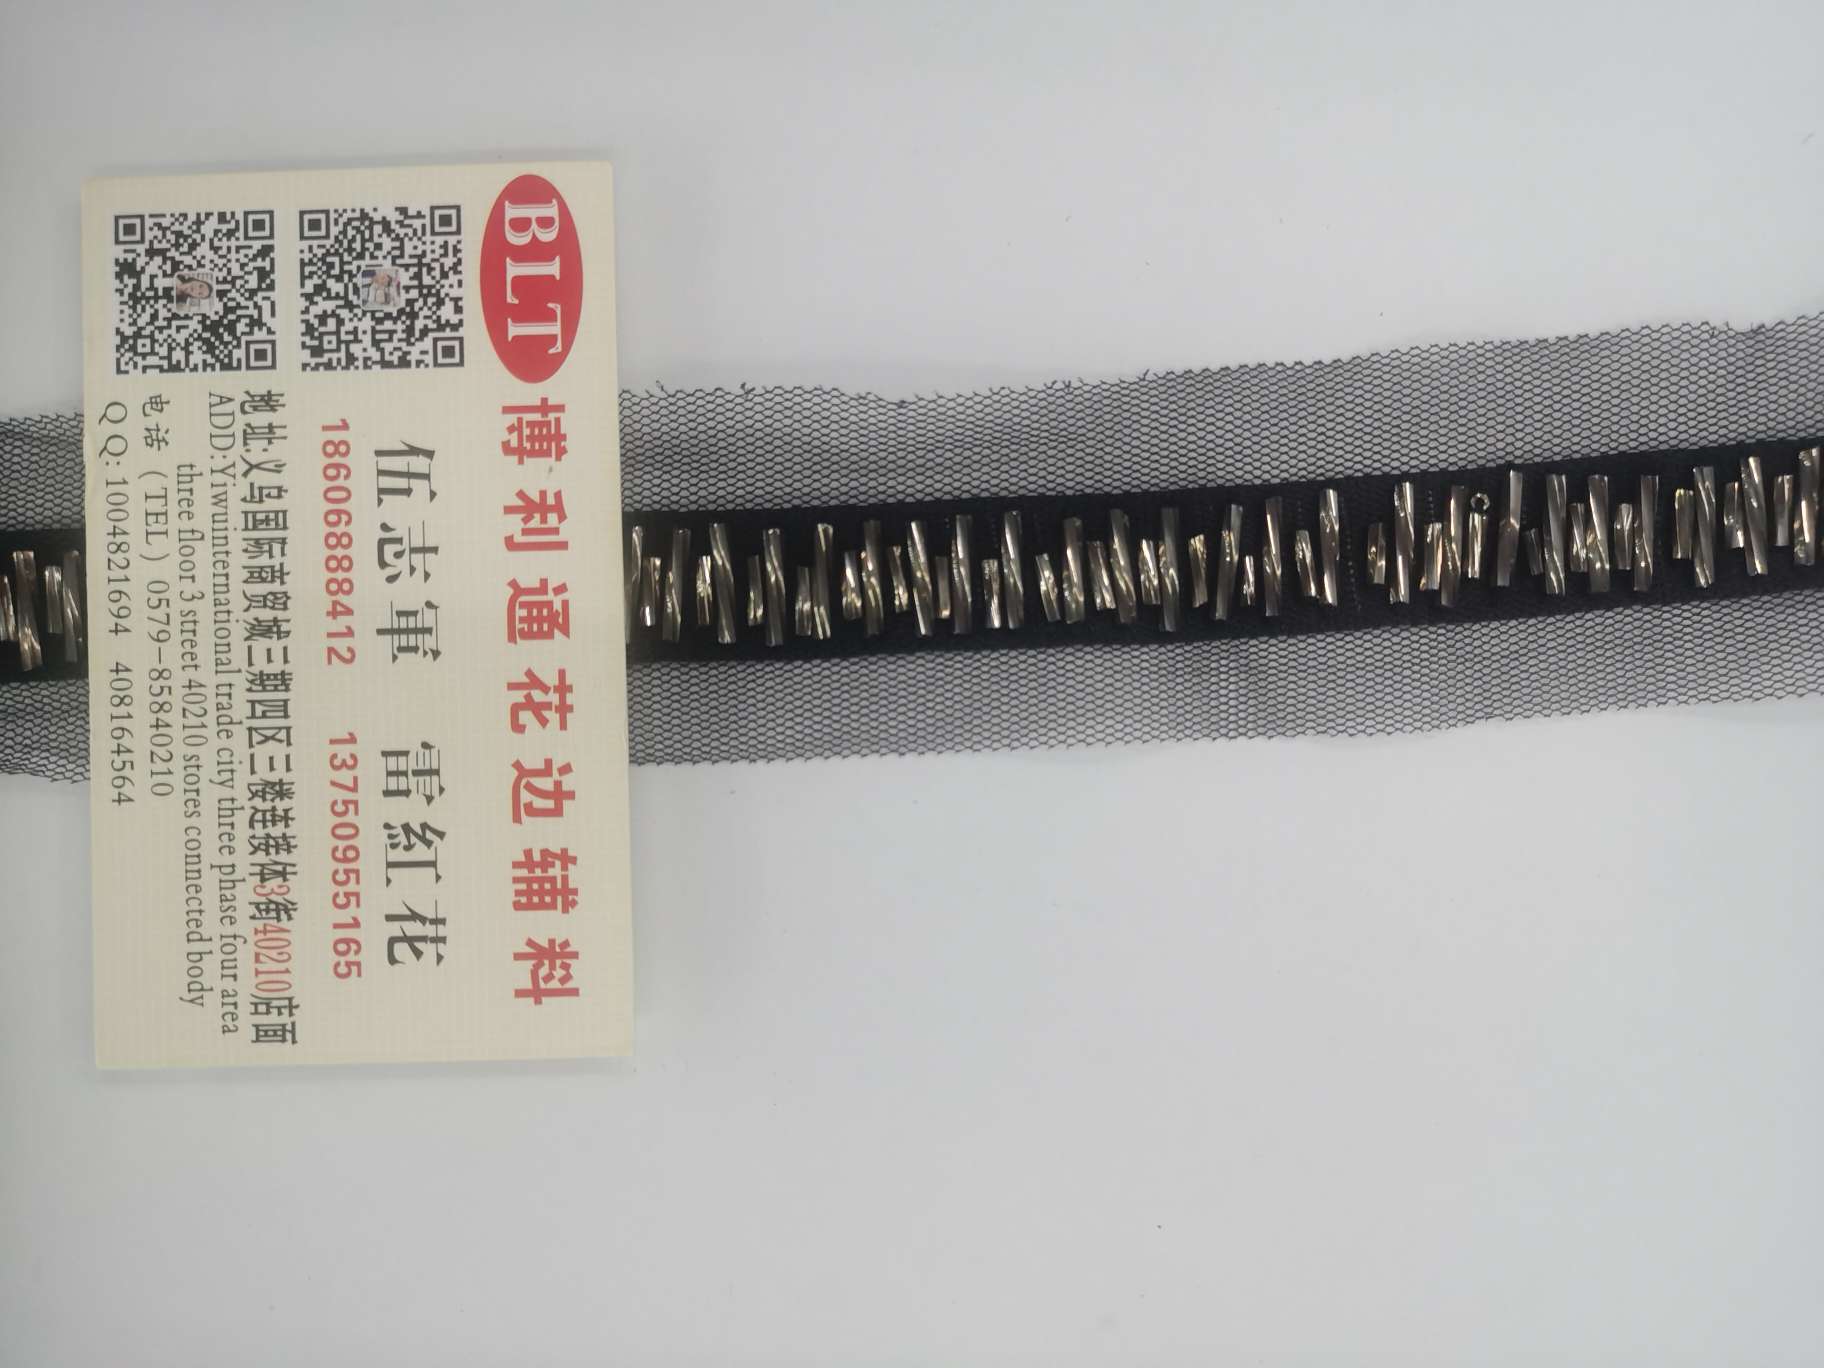 BLT 博利通花边辅料
伍志軍 雷紅花
18606888412 13750955165
地址:义乌国际商贸城三期四区三楼连接体3街40210店面
ADD:Yiwuinternational trade city three phase four area
three floor 3 street 40210 stores connected body
电话（TEL）0579-85840210
QQ:1004821694 408164564